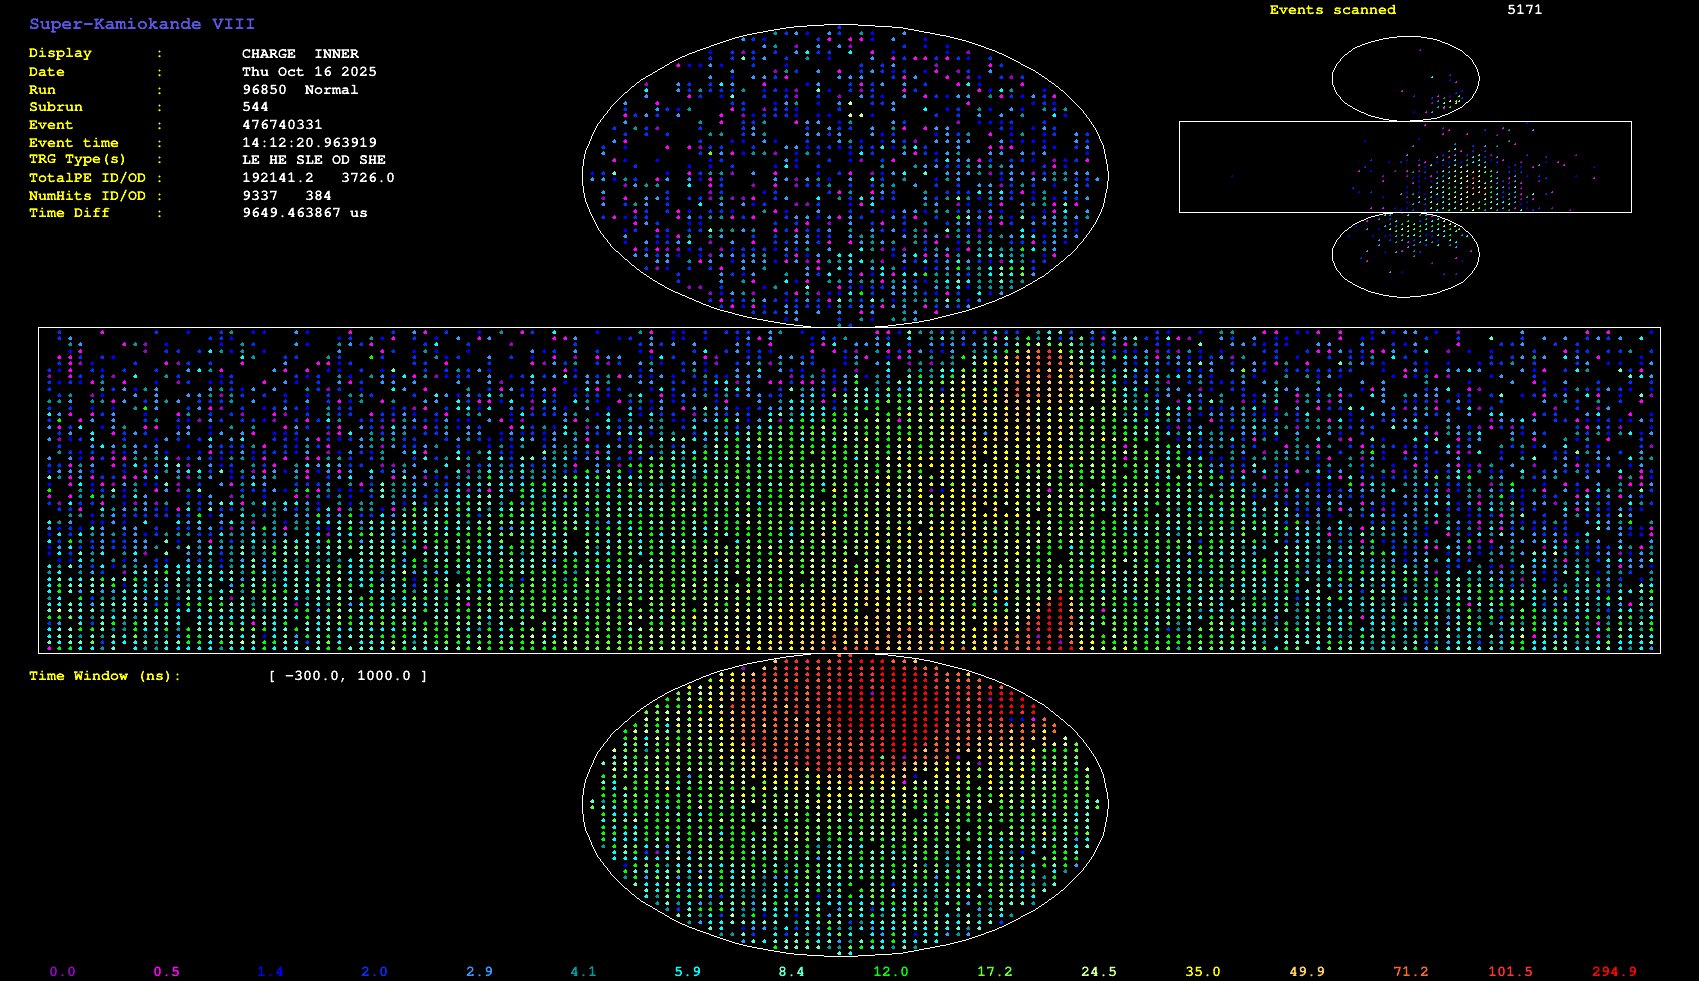 Super-Kamiokande VIII
Events scanned 5171
Display : CHARGE INNER
Date : Thu Oct 16 2025
Run : 96850 Normal
Subrun : 544
Event : 476740331
Event time : 14:12:20.963919
TRG Type(s) : LE HE SLE OD SHE
TotalPE ID/OD : 192141.2 3726.0
NumHits ID/OD : 9337 384
Time Diff : 9649.463867 us
Time Window (ns): [ -300.0, 1000.0 ]
0.0 0.5 1.4 2.0 2.9 4.1 5.9 8.4 12.0 17.2 24.5 35.0 49.9 71.2 101.5 294.9